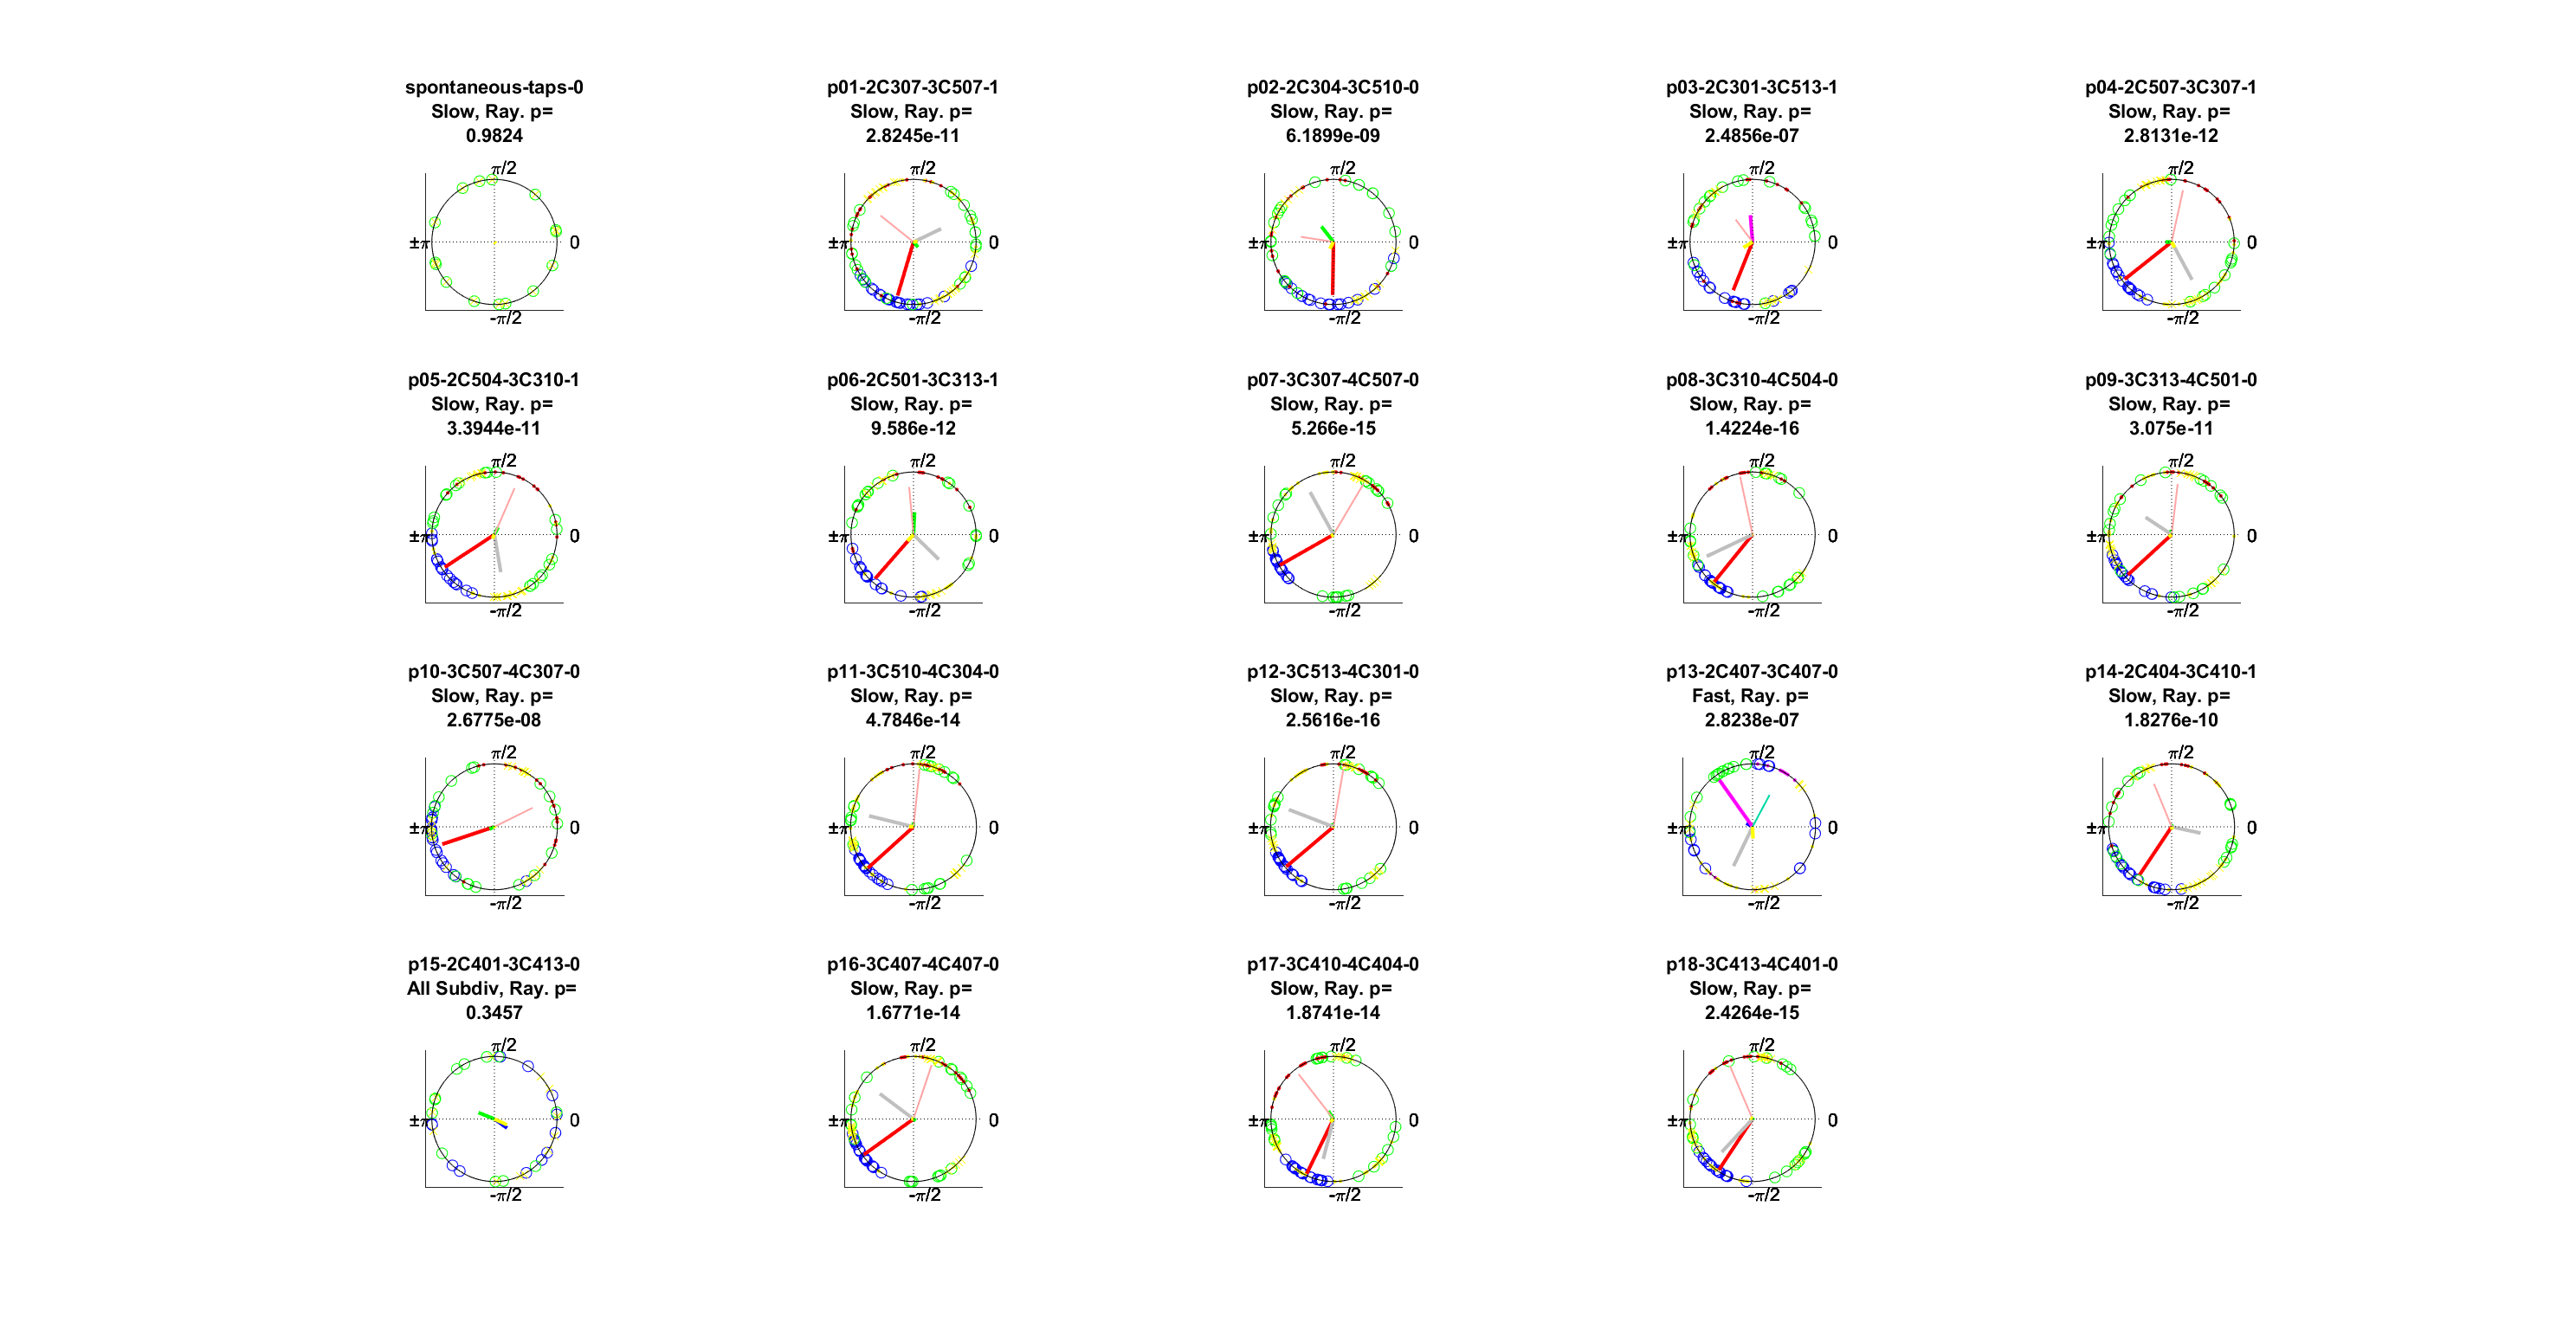 spontaneous-taps-0
Slow, Ray. p=
0.9824
π/2
±π
0
-π/2
p01-2C307-3C507-1
Slow, Ray. p=
2.8245e-11
π/2
±π
0
-π/2
p02-2C304-3C510-0
Slow, Ray. p=
6.1899e-09
π/2
±π
0
-π/2
p03-2C301-3C513-1
Slow, Ray. p=
2.4856e-07
π/2
±π
0
-π/2
p04-2C507-3C307-1
Slow, Ray. p=
2.8131e-12
π/2
±π
0
-π/2
p05-2C504-3C310-1
Slow, Ray. p=
3.3944e-11
π/2
±π
0
-π/2
p06-2C501-3C313-1
Slow, Ray. p=
9.586e-12
π/2
±π
0
-π/2
p07-3C307-4C507-0
Slow, Ray. p=
5.266e-15
π/2
±π
0
-π/2
p08-3C310-4C504-0
Slow, Ray. p=
1.4224e-16
π/2
±π
0
-π/2
p09-3C313-4C501-0
Slow, Ray. p=
3.075e-11
π/2
±π
0
-π/2
p10-3C507-4C307-0
Slow, Ray. p=
2.6775e-08
π/2
±π
0
-π/2
p11-3C510-4C304-0
Slow, Ray. p=
4.7846e-14
π/2
±π
0
-π/2
p12-3C513-4C301-0
Slow, Ray. p=
2.5616e-16
π/2
±π
0
-π/2
p13-2C407-3C407-0
Fast, Ray. p=
2.8238e-07
π/2
±π
0
-π/2
p14-2C404-3C410-1
Slow, Ray. p=
1.8276e-10
π/2
±π
0
-π/2
p15-2C401-3C413-0
All Subdiv, Ray. p=
0.3457
π/2
±π
0
-π/2
p16-3C407-4C407-0
Slow, Ray. p=
1.6771e-14
π/2
±π
0
-π/2
p17-3C410-4C404-0
Slow, Ray. p=
1.8741e-14
π/2
±π
0
-π/2
p18-3C413-4C401-0
Slow, Ray. p=
2.4264e-15
π/2
±π
0
-π/2